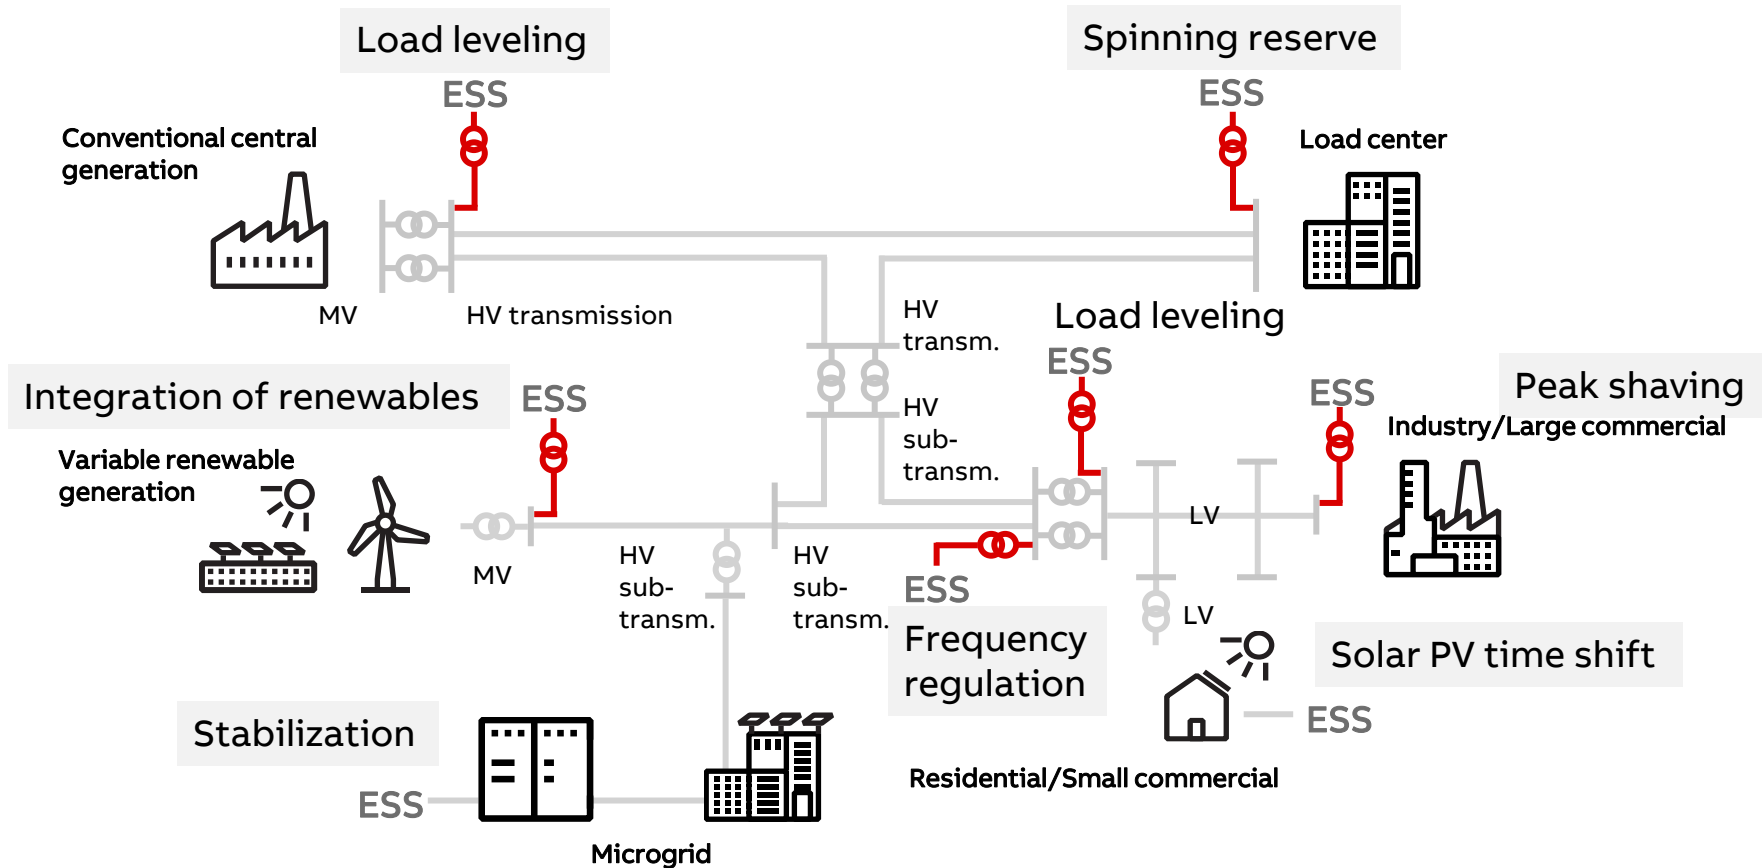 Load leveling
Spinning reserve
ESS
ESS
Conventional central
generation
Load center
MV
HV transmission
HV
transm.
Load leveling
ESS
Integration of renewables
ESS
HV
sub-
transm.
ESS
Peak shaving
Industry/Large commercial
Variable renewable
generation
LV
MV
HV
sub-
transm.
HV
sub-
transm.
ESS
LV
Frequency
regulation
Solar PV time shift
Stabilization
ESS
Residential/Small commercial
ESS
Microgrid